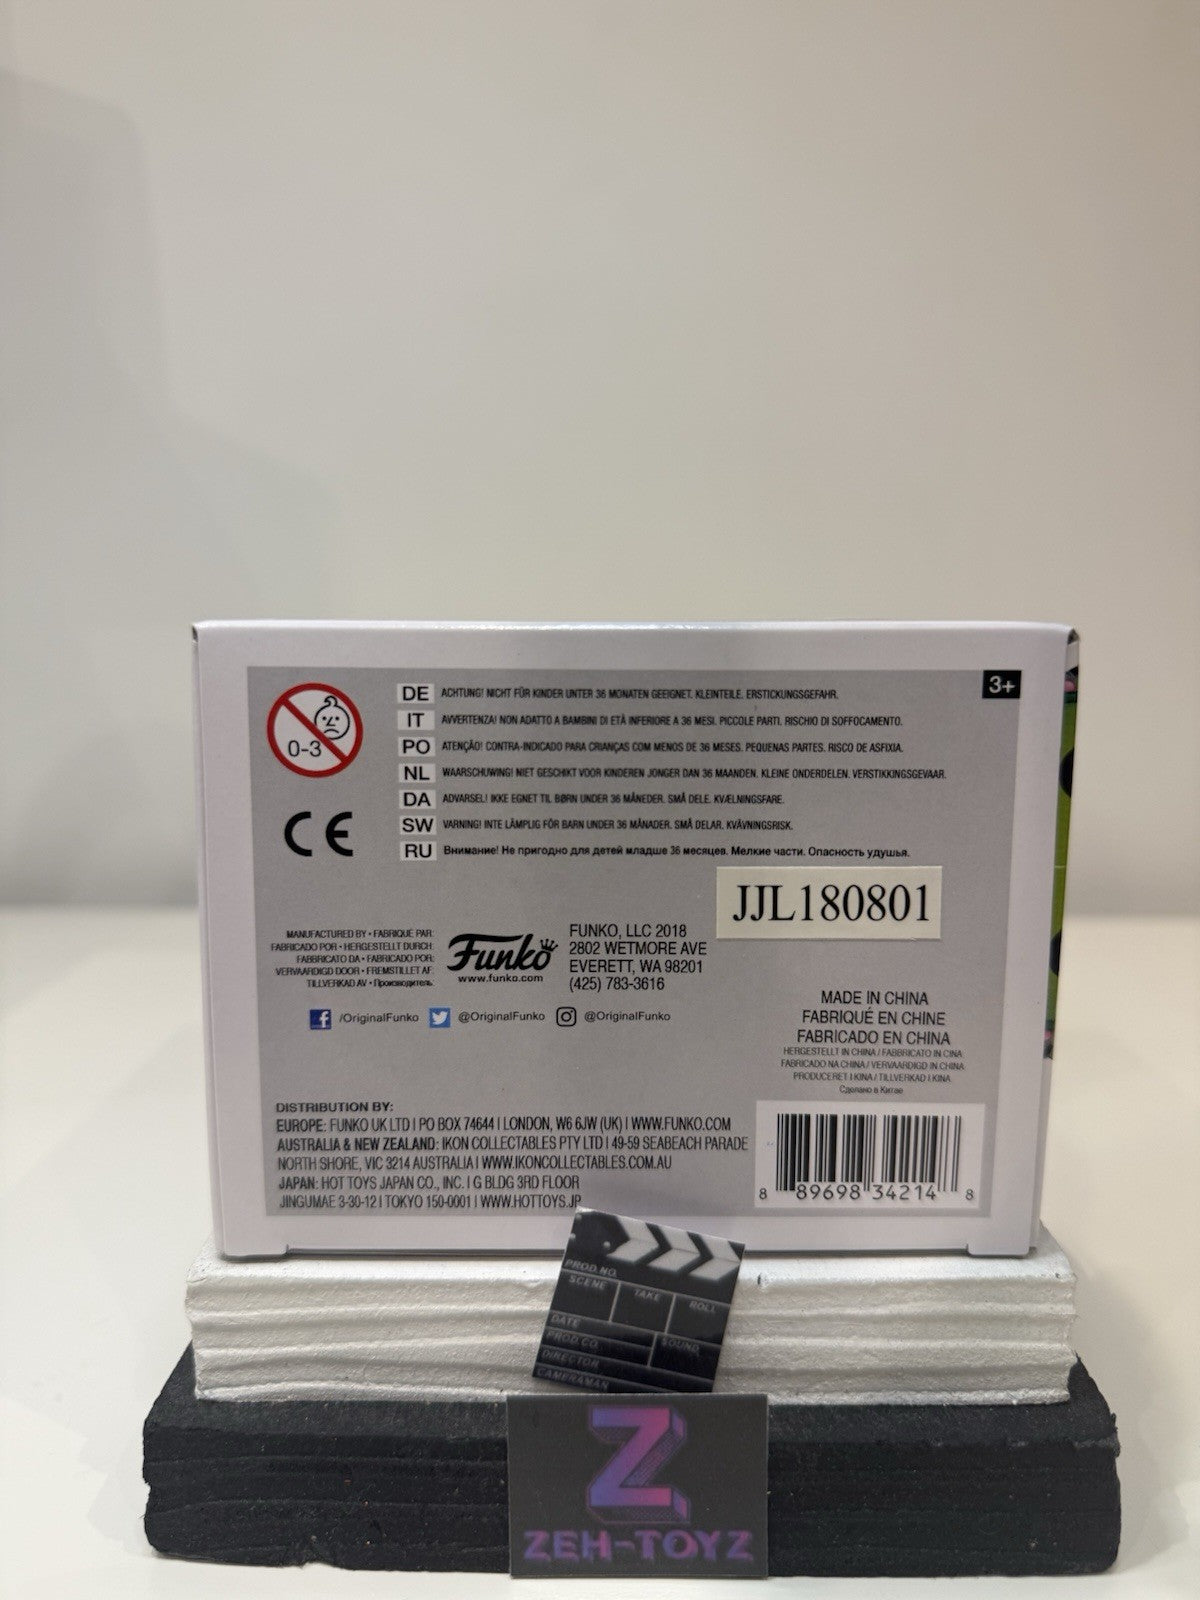 3+
0-3
DE ACHTUNG! NICHT FÜR KINDER UNTER 36 MONATEN GEEIGNET. KLEINTEILE. ERSTICKUNGSGEFAHR.
IT AVVERTENZA! NON ADATTO A BAMBINI DI ETÀ INFERIORE A 36 MESI. PICCOLE PARTI. RISCHIO DI SOFFOCAMENTO.
PO ATENÇÃO! CONTRA-INDICADO PARA CRIANÇAS COM MENOS DE 36 MESES. PEQUENAS PARTES. RISCO DE ASFIXIA.
NL WAARSCHUWING! NIET GESCHIKT VOOR KINDEREN JONGER DAN 36 MAANDEN. KLEINE ONDERDELEN. VERSTIKKINGSGEVAAR.
DA ADVARSEL! IKKE EGNET TIL BØRN UNDER 36 MÅNEDER. SMÅ DELE. KVÆLNINGSFARE.
SW VARNING! INTE LÄMPLIG FÖR BARN UNDER 36 MÅNADER. SMÅ DELAR. KVÄVNINGSRISK.
RU Внимание! Не пригодно для детей младше 36 месяцев. Мелкие части. Опасность удушья.
CE
JJL180801
MANUFACTURED BY • FABRIQUÉ PAR:
FABRICADO POR • HERGESTELLT DURCH:
FABBRICATO DA • FABRICADO POR:
VERVAARDIGD DOOR • FREMSTILLET AF:
TILLVERKAD AV • Производитель:
Funko
www.funko.com
FUNKO, LLC 2018
2802 WETMORE AVE
EVERETT, WA 98201
(425) 783-3616
/OriginalFunko @OriginalFunko @OriginalFunko
MADE IN CHINA
FABRIQUÉ EN CHINE
FABRICADO EN CHINA
HERGESTELLT IN CHINA / FABBRICATO IN CINA
FABRICADO NA CHINA / VERVAARDIGD IN CHINA
PRODUCERET I KINA / TILLVERKAD I KINA
Сделано в Китае
DISTRIBUTION BY:
EUROPE: FUNKO UK LTD | PO BOX 74644 | LONDON, W6 6JW (UK) | WWW.FUNKO.COM
AUSTRALIA & NEW ZEALAND: IKON COLLECTABLES PTY LTD | 49-59 SEABEACH PARADE
NORTH SHORE, VIC 3214 AUSTRALIA | WWW.IKONCOLLECTABLES.COM.AU
JAPAN: HOT TOYS JAPAN CO., INC. | G BLDG 3RD FLOOR
JINGUMAE 3-30-12 | TOKYO 150-0001 | WWW.HOTTOYS.JP
8 89698 34214 8
PROD.NO.
SCENE TAKE ROLL
DATE
PROD.CO. SOUND
DIRECTOR
CAMERAMAN
Z
ZEH-TOYZ